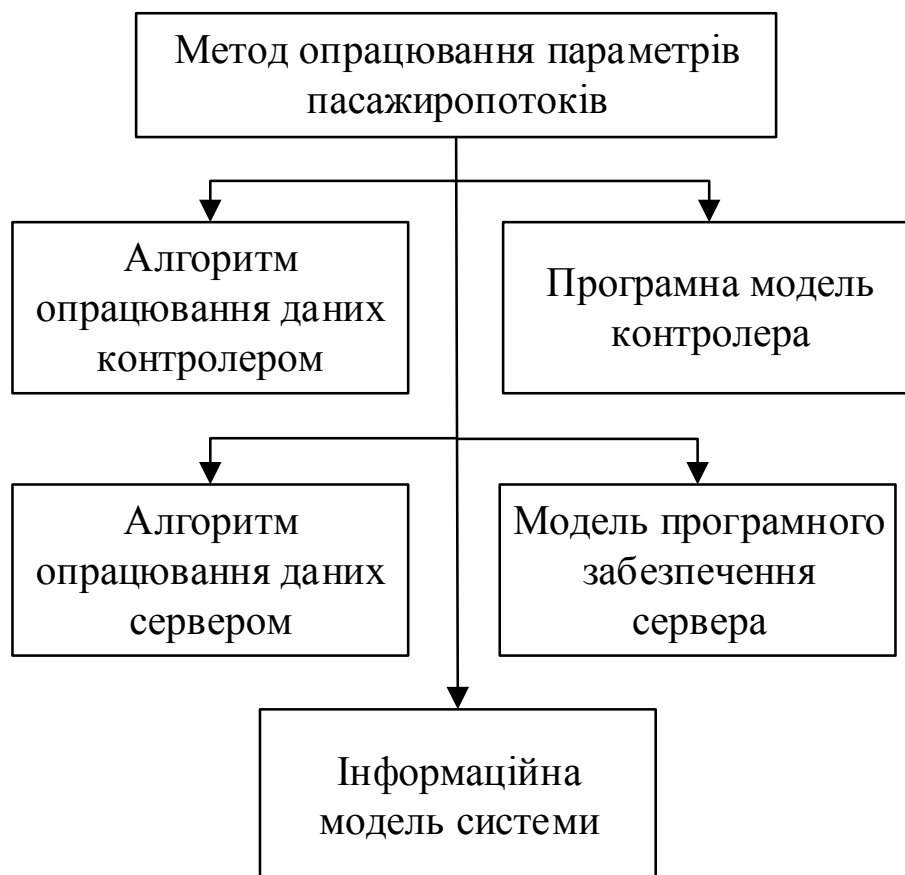 Метод опрацювання параметрів
пасажиропотоків
Алгоритм
опрацювання даних
контролером
Програмна модель
контролера
Алгоритм
опрацювання даних
сервером
Модель програмного
забезпечення
сервера
Інформаційна
модель системи